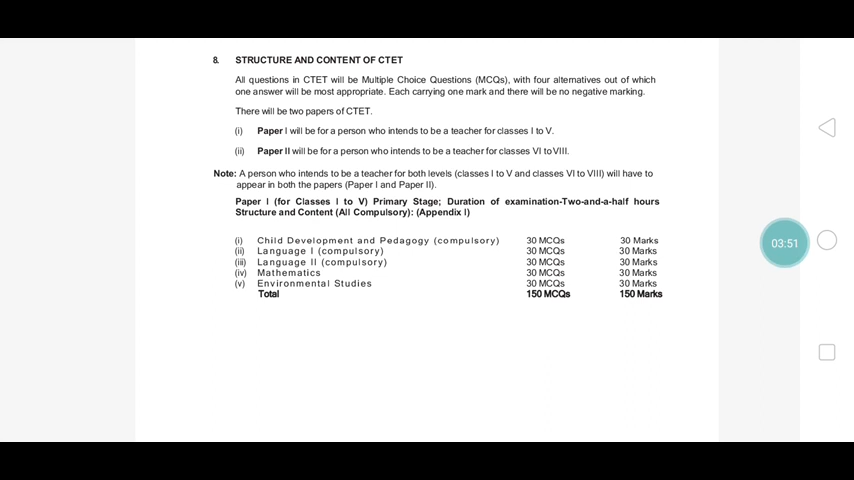 8. STRUCTURE AND CONTENT OF CTET
All questions in CTET will be Multiple Choice Questions (MCQs), with four alternatives out of which
one answer will be most appropriate. Each carrying one mark and there will be no negative marking.
There will be two papers of CTET.
(i) Paper I will be for a person who intends to be a teacher for classes I to V.
(ii) Paper II will be for a person who intends to be a teacher for classes VI to VIII.
Note: A person who intends to be a teacher for both levels (classes I to V and classes VI to VIII) will have to
appear in both the papers (Paper I and Paper II).
Paper I (for Classes I to V) Primary Stage; Duration of examination-Two-and-a-half hours
Structure and Content (All Compulsory): (Appendix I)
(i) Child Development and Pedagogy (compulsory) 30 MCQs 30 Marks
(ii) Language I (compulsory) 30 MCQs 30 Marks
(iii) Language II (compulsory) 30 MCQs 30 Marks
(iv) Mathematics 30 MCQs 30 Marks
(v) Environmental Studies 30 MCQs 30 Marks
Total 150 MCQs 150 Marks
03:51